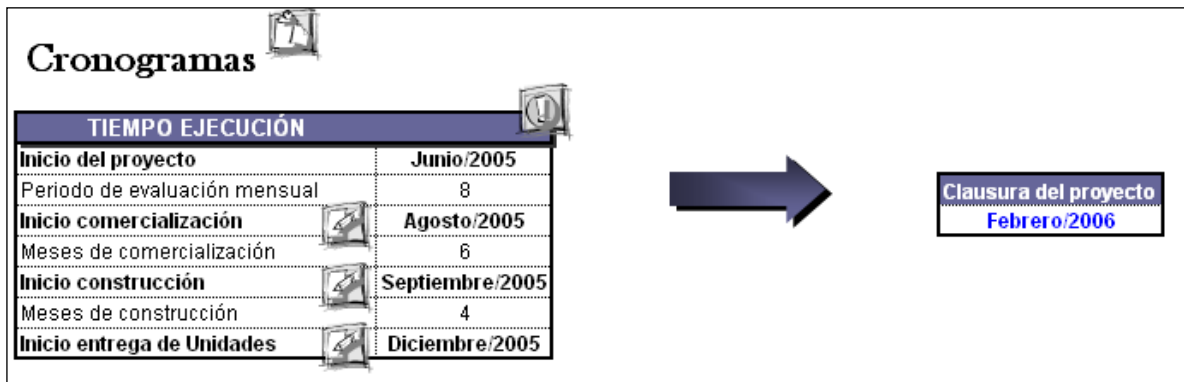 Cronogramas
TIEMPO EJECUCIÓN
Inicio del proyecto Junio/2005
Periodo de evaluación mensual 8
Inicio comercialización Agosto/2005
Meses de comercialización 6
Inicio construcción Septiembre/2005
Meses de construcción 4
Inicio entrega de Unidades Diciembre/2005
Clausura del proyecto
Febrero/2006